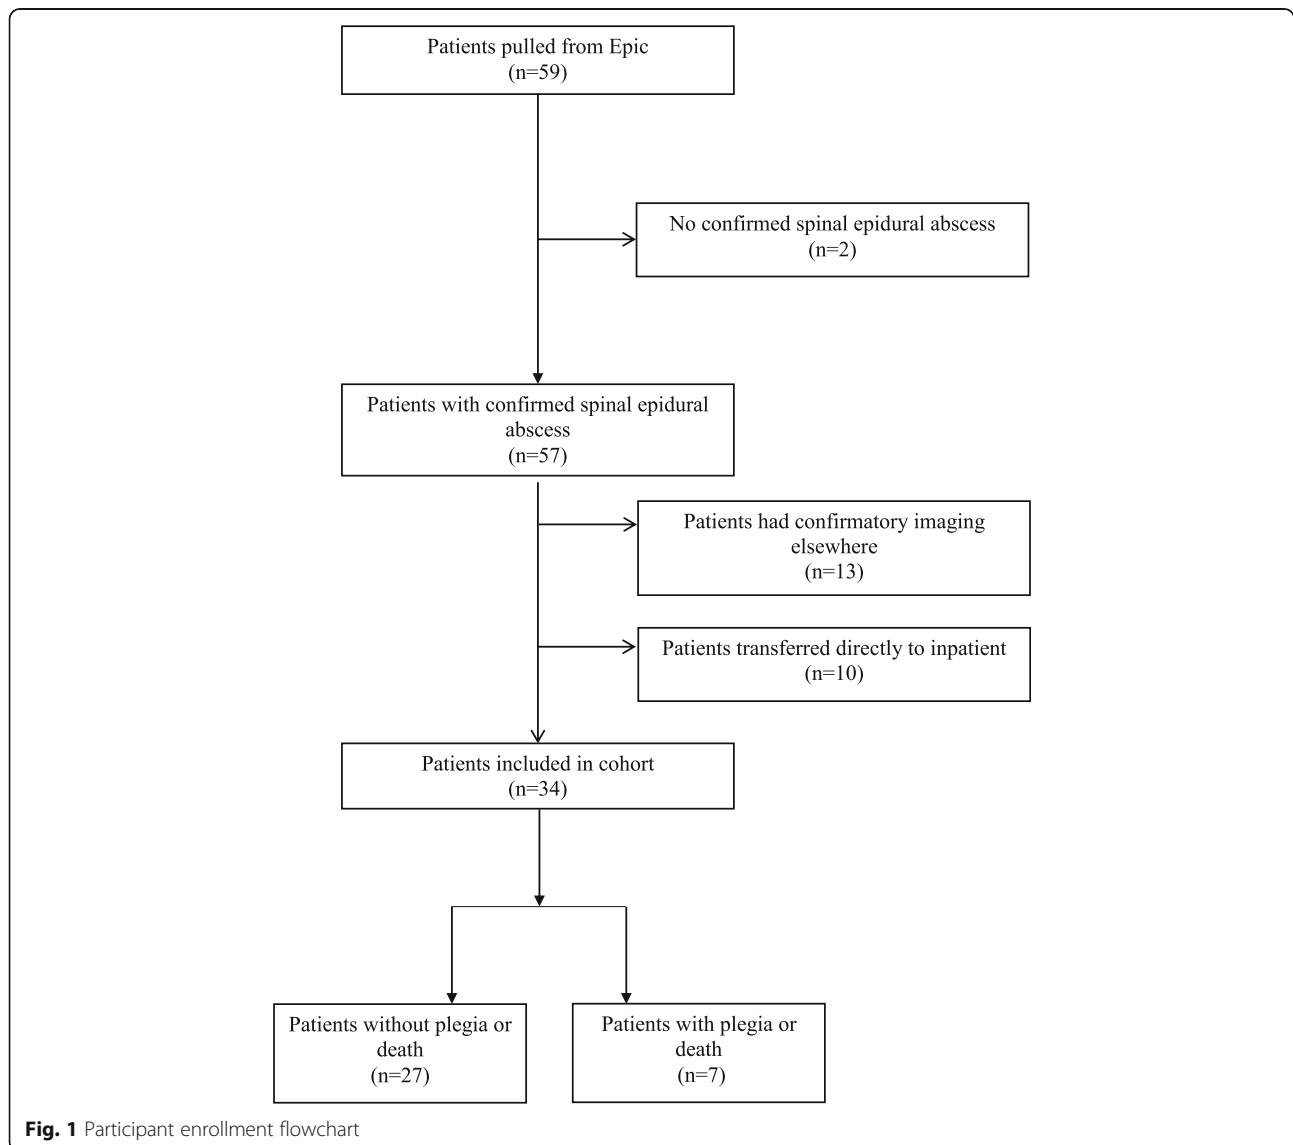 Patients pulled from Epic
(n=59)
No confirmed spinal epidural abscess
(n=2)
Patients with confirmed spinal epidural
abscess
(n=57)
Patients had confirmatory imaging
elsewhere
(n=13)
Patients transferred directly to inpatient
(n=10)
Patients included in cohort
(n=34)
Patients without plegia or
death
(n=27)
Patients with plegia or
death
(n=7)
Fig. 1 Participant enrollment flowchart